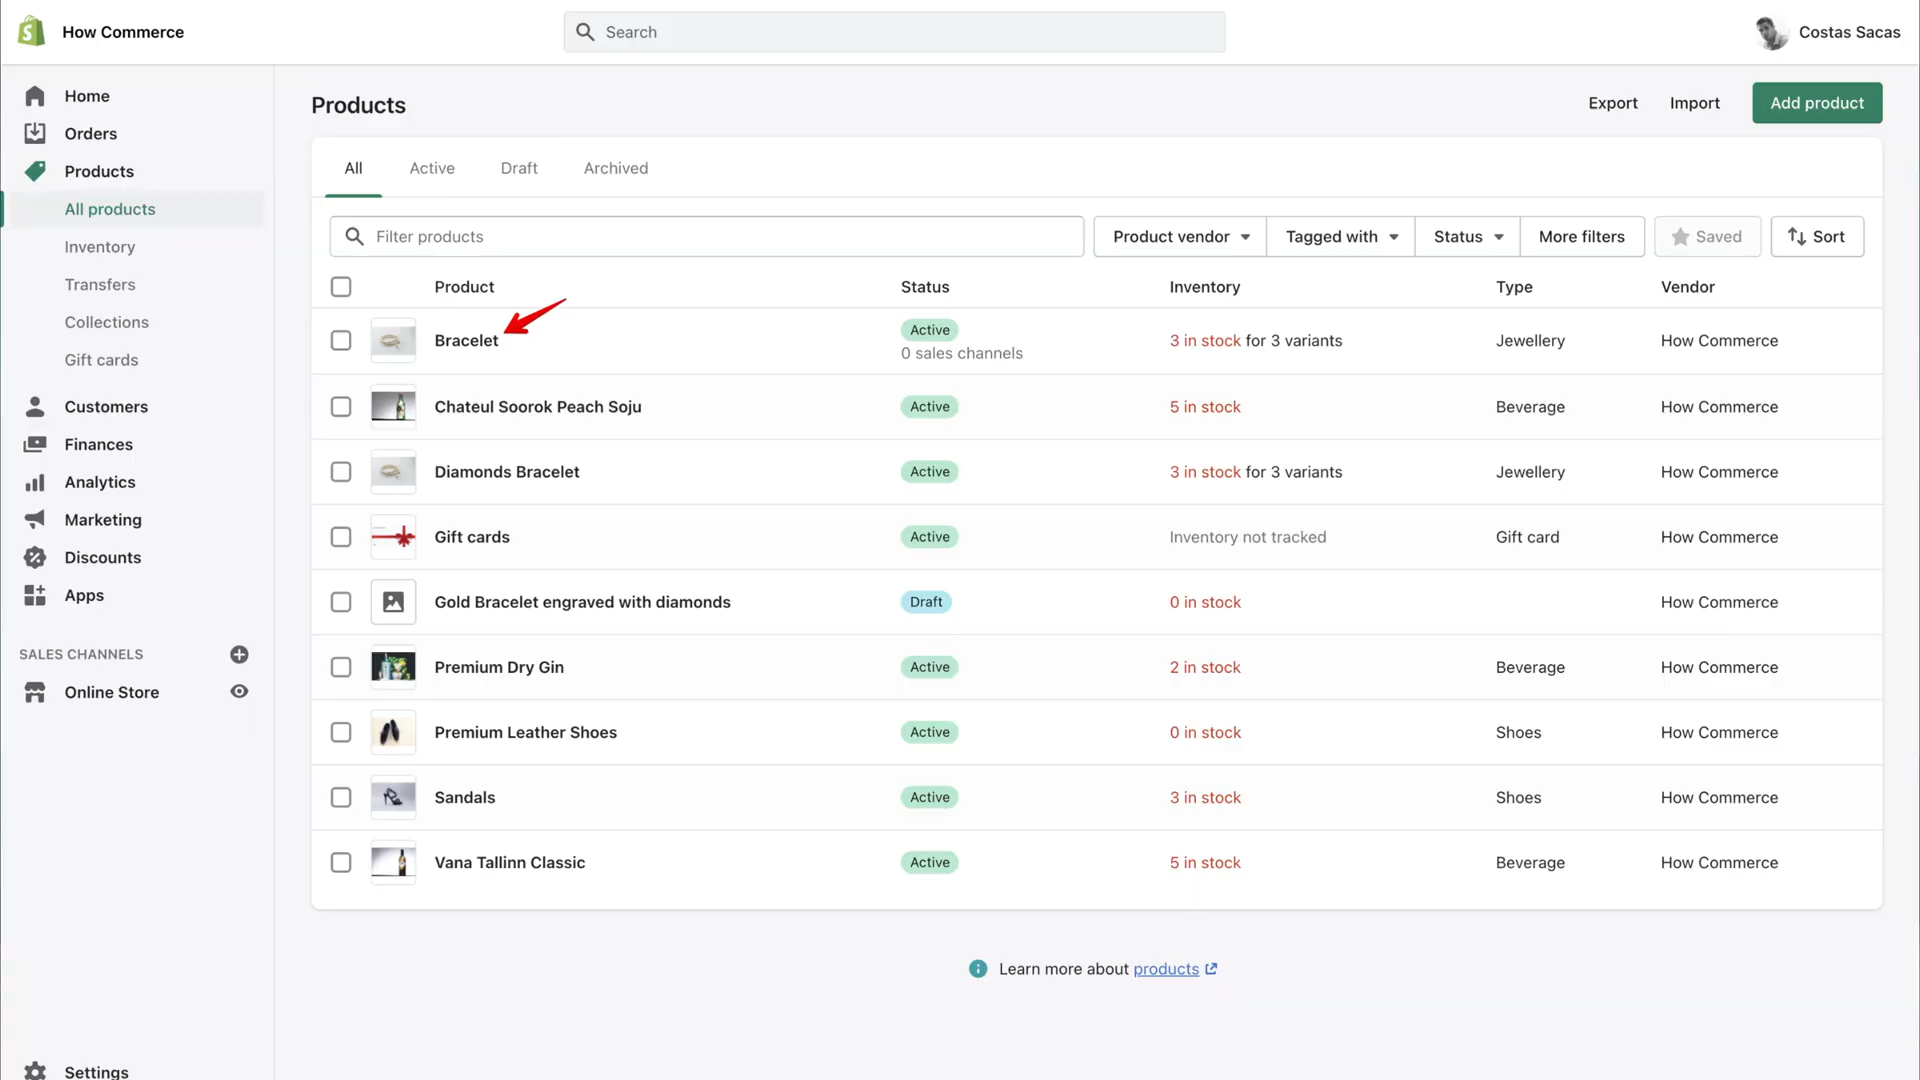 How Commerce
Search
Costas Sacas
Home
Orders
Products
All products
Inventory
Transfers
Collections
Gift cards
Customers
Finances
Analytics
Marketing
Discounts
Apps
SALES CHANNELS
Online Store
Settings
Products
Export Import Add product
All Active Draft Archived
Filter products Product vendor Tagged with Status More filters Saved Sort
Product Status Inventory Type Vendor
Bracelet Active 0 sales channels 3 in stock for 3 variants Jewellery How Commerce
Chateul Soorok Peach Soju Active 5 in stock Beverage How Commerce
Diamonds Bracelet Active 3 in stock for 3 variants Jewellery How Commerce
Gift cards Active Inventory not tracked Gift card How Commerce
Gold Bracelet engraved with diamonds Draft 0 in stock How Commerce
Premium Dry Gin Active 2 in stock Beverage How Commerce
Premium Leather Shoes Active 0 in stock Shoes How Commerce
Sandals Active 3 in stock Shoes How Commerce
Vana Tallinn Classic Active 5 in stock Beverage How Commerce
Learn more about products